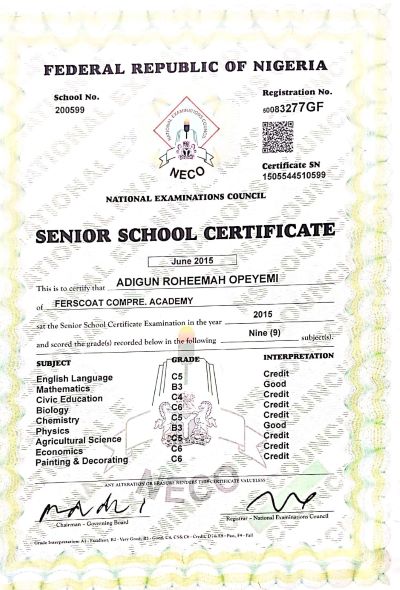 FEDERAL REPUBLIC OF NIGERIA
School No.
200599
Registration No.
50083277GF
NATIONAL EXAMINATIONS COUNCIL
NECO
Certificate SN
1505544510599
NATIONAL EXAMINATIONS COUNCIL
SENIOR SCHOOL CERTIFICATE
June 2015
This is to certify that ADIGUN ROHEEMAH OPEYEMI
of FERSCOAT COMPRE. ACADEMY
sat the Senior School Certificate Examination in the year 2015
and scored the grade(s) recorded below in the following Nine (9) subject(s).
SUBJECT GRADE INTERPRETATION
English Language C5 Credit
Mathematics B3 Good
Civic Education C4 Credit
Biology C6 Credit
Chemistry C5 Credit
Physics B3 Good
Agricultural Science C5 Credit
Economics C6 Credit
Painting & Decorating C6 Credit
NECO
ANY ALTERATION OR ERASURE RENDERS THIS CERTIFICATE VALUELESS
Chairman - Governing Board
Registrar - National Examinations Council
Grade Interpretation: A1 - Excellent, B2 - Very Good, B3 - Good, C4, C5 & C6 - Credit, D7 & E8 - Pass, F9 - Fail